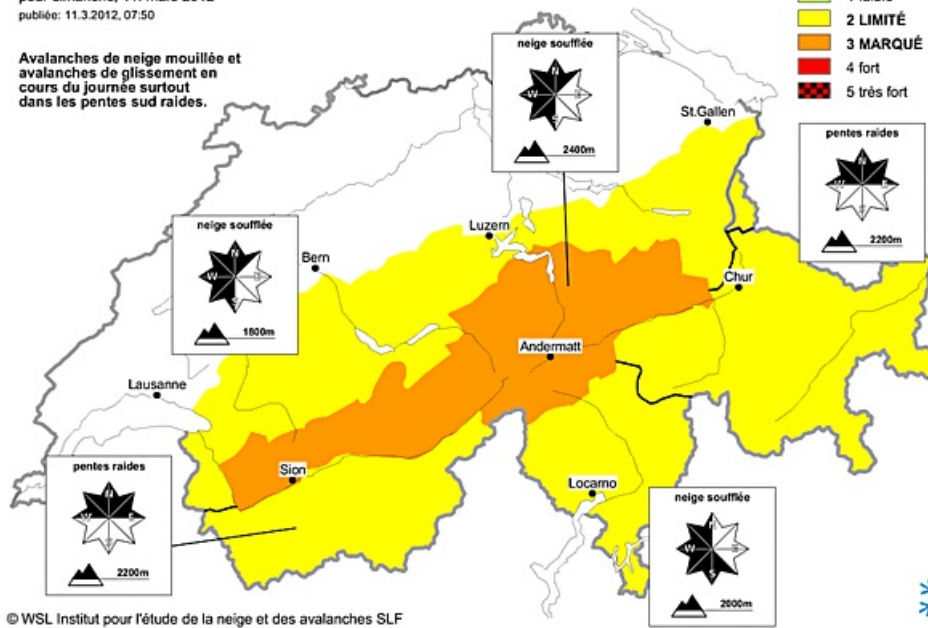 publiée: 11.3.2012, 07:50
Avalanches de neige mouillée et
avalanches de glissement en
cours du journée surtout
dans les pentes sud raides.
2 LIMITÉ
3 MARQUÉ
4 fort
5 très fort
neige soufflée
N
W
E
S
2400m
St.Gallen
pentes raides
N
W
E
S
2200m
neige soufflée
N
W
E
S
1800m
Luzern
Bern
Chur
Andermatt
Lausanne
Sion
Locarno
pentes raides
N
W
E
S
2200m
neige soufflée
N
W
E
S
2000m
© WSL Institut pour l'étude de la neige et des avalanches SLF